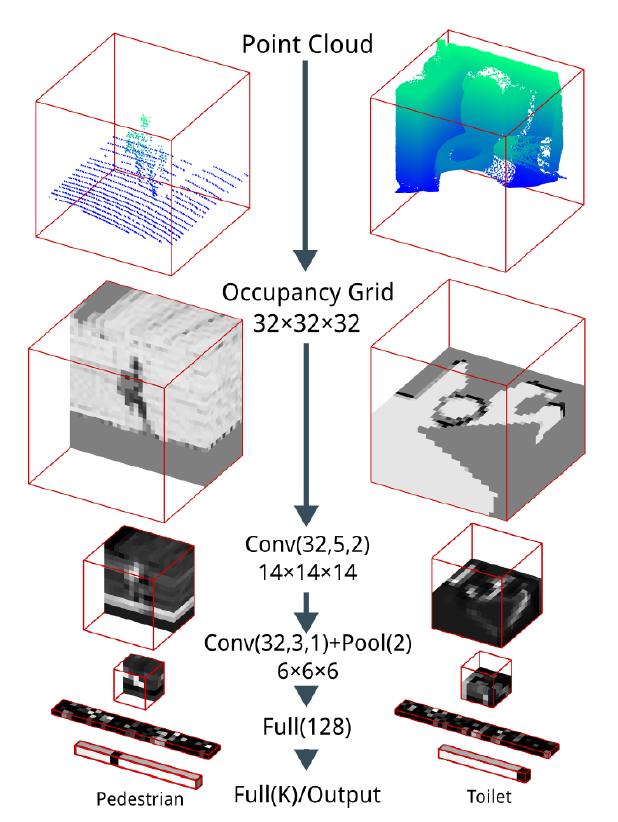 Point Cloud
Occupancy Grid
32×32×32
Conv(32,5,2)
14×14×14
Conv(32,3,1)+Pool(2)
6×6×6
Full(128)
Full(K)/Output
Pedestrian
Toilet